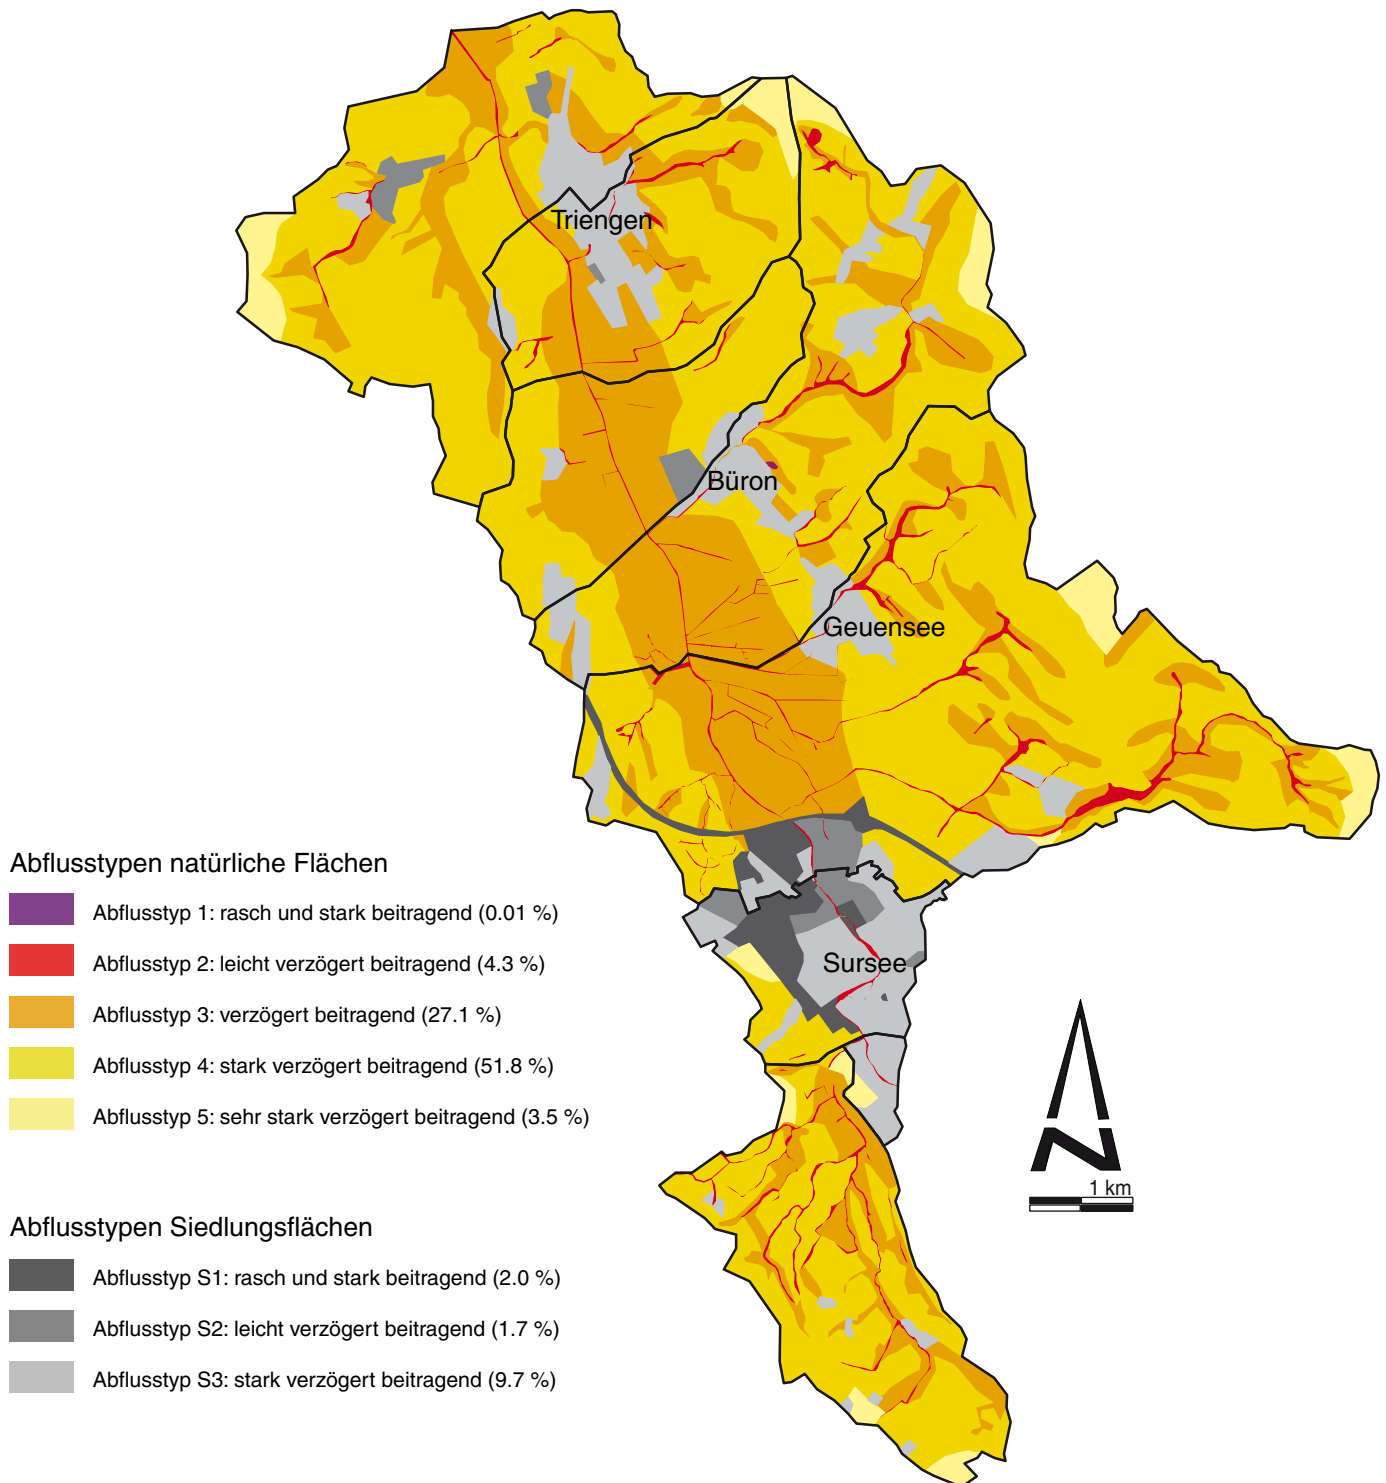 Triengen
Büron
Geuensee
Sursee
Abflusstypen natürliche Flächen
Abflusstyp 1: rasch und stark beitragend (0.01 %)
Abflusstyp 2: leicht verzögert beitragend (4.3 %)
Abflusstyp 3: verzögert beitragend (27.1 %)
Abflusstyp 4: stark verzögert beitragend (51.8 %)
Abflusstyp 5: sehr stark verzögert beitragend (3.5 %)
Abflusstypen Siedlungsflächen
Abflusstyp S1: rasch und stark beitragend (2.0 %)
Abflusstyp S2: leicht verzögert beitragend (1.7 %)
Abflusstyp S3: stark verzögert beitragend (9.7 %)
N
1 km